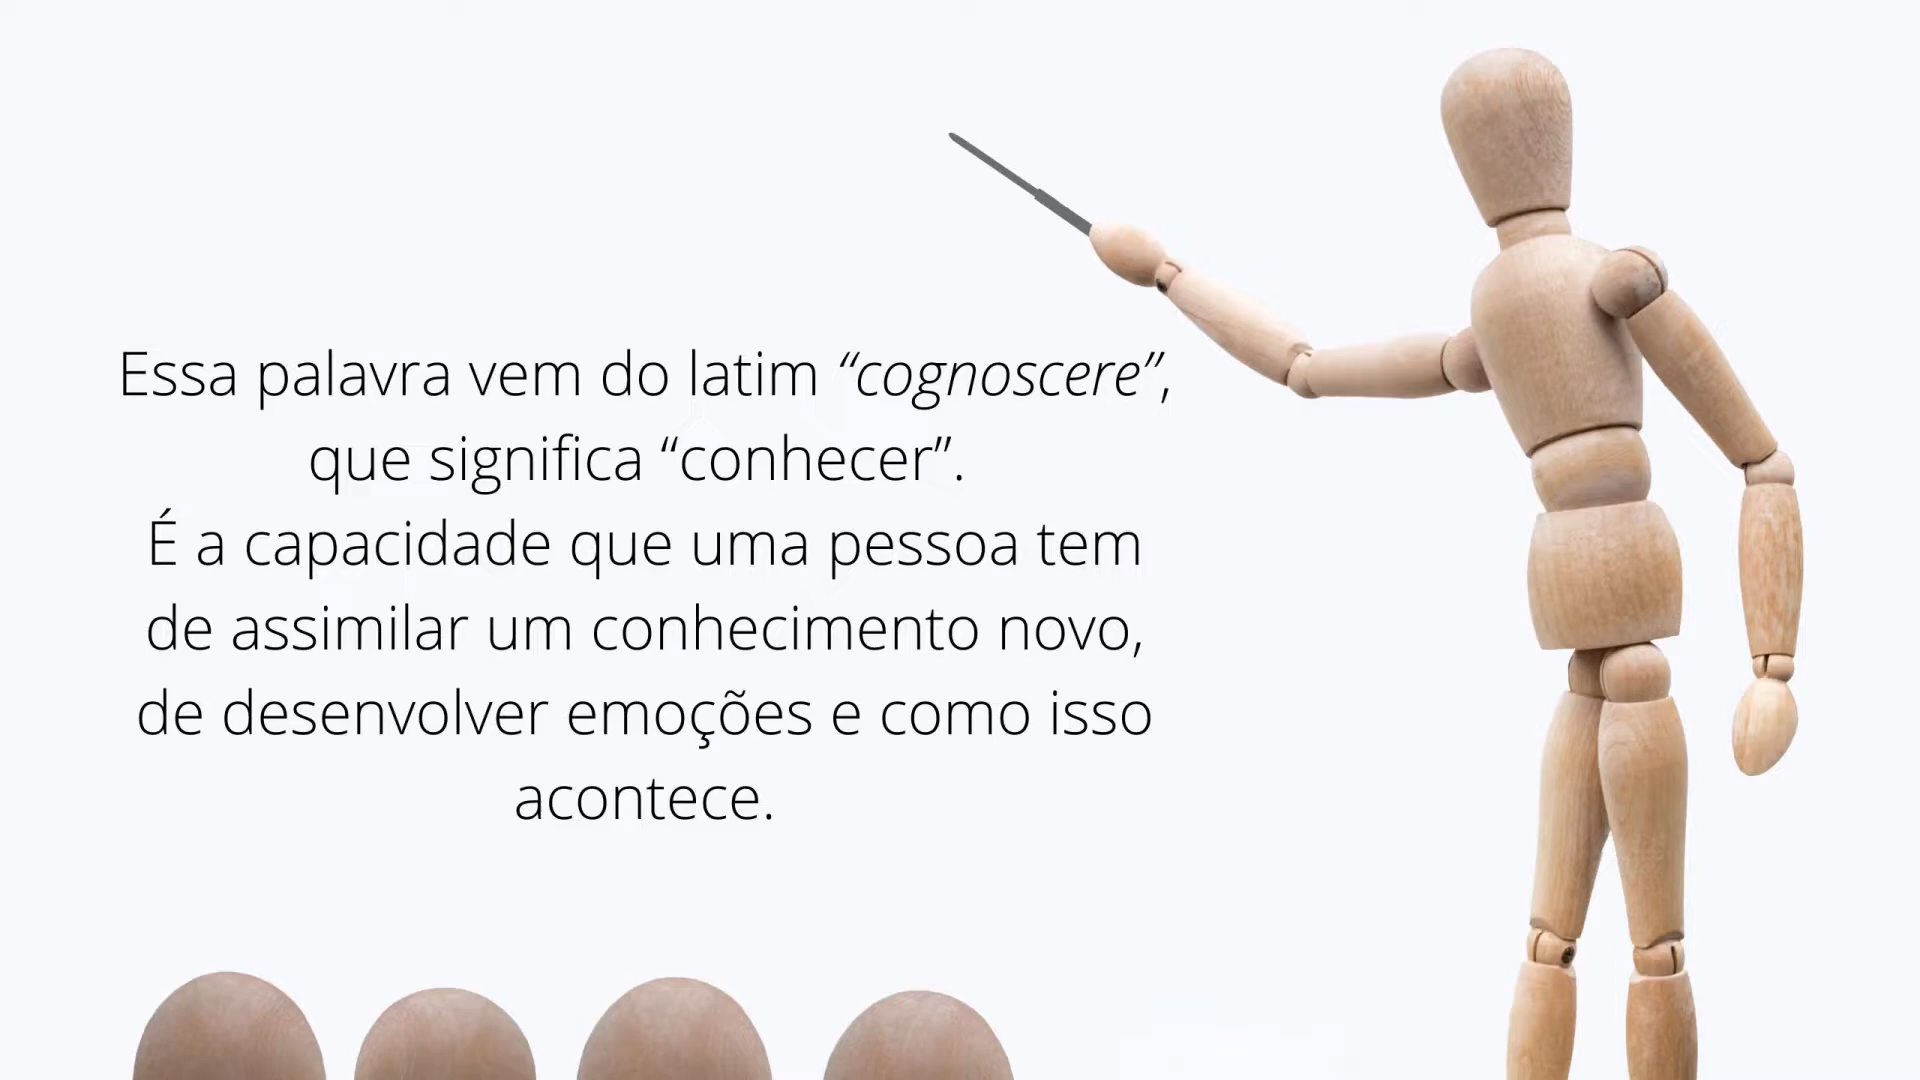 Essa palavra vem do latim “cognoscere”,
que significa “conhecer”.
É a capacidade que uma pessoa tem
de assimilar um conhecimento novo,
de desenvolver emoções e como isso
acontece.